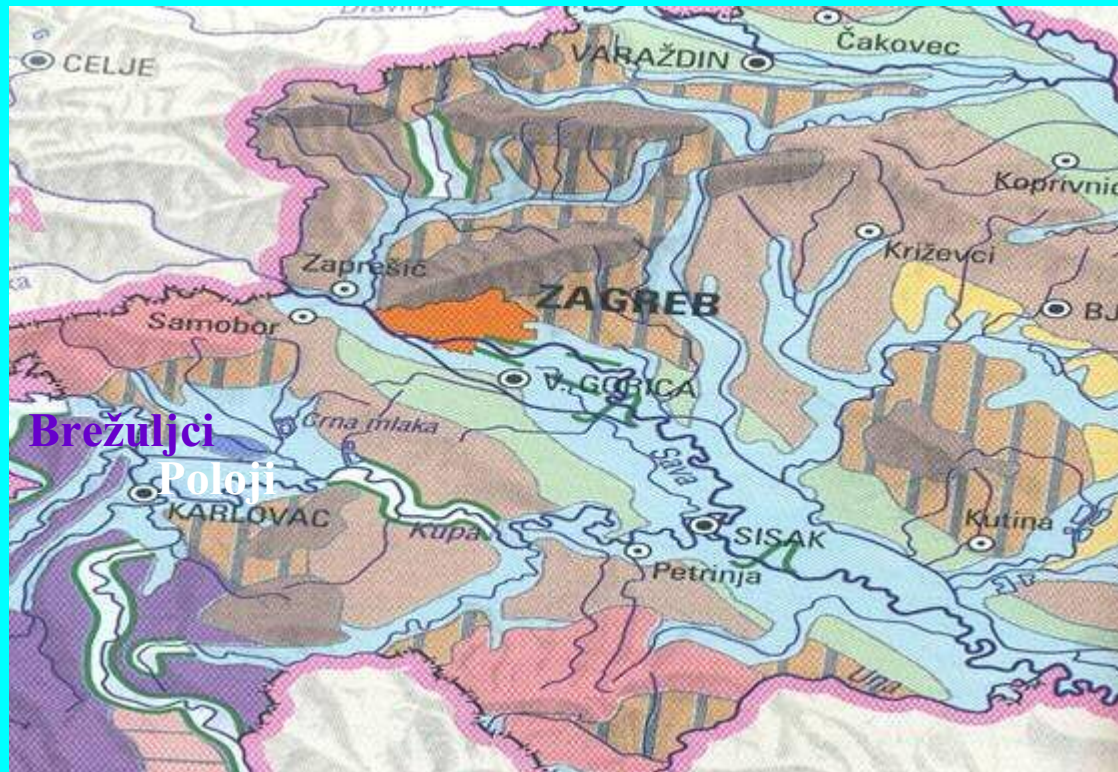 Dravinja
Čakovec
VARAŽDIN
CELJE
Koprivnic
Križevci
Zaprešić
ZAGREB
BJ
Samobor
V. GORICA
Brežuljci
Crna mlaka
Poloji
Sava
KARLOVAC
Kupa
SISAK
Kutina
Petrinja
Una
A